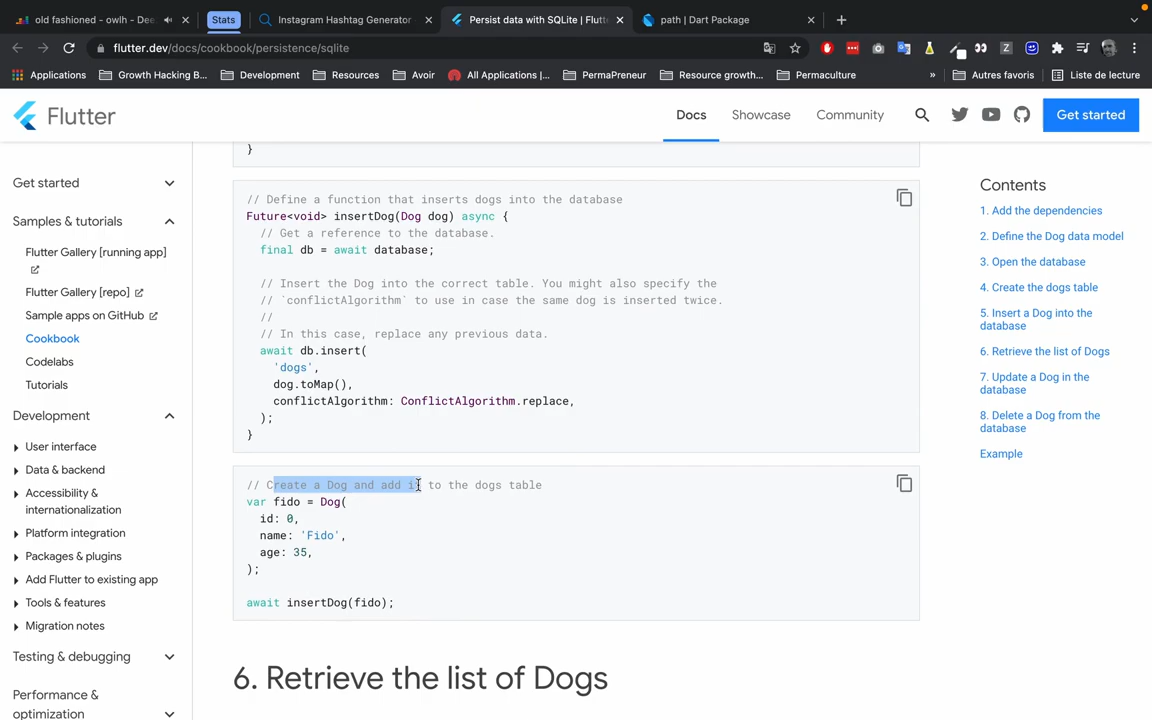 old fashioned - owlh - Dee
Stats
Instagram Hashtag Generator
Persist data with SQLite | Flutt
path | Dart Package
flutter.dev/docs/cookbook/persistence/sqlite
Applications
Growth Hacking B...
Development
Resources
Avoir
All Applications |...
PermaPreneur
Resource growth...
Permaculture
»
Autres favoris
Liste de lecture
Flutter
Docs
Showcase
Community
Get started
Get started
Samples & tutorials
Flutter Gallery [running app]
Flutter Gallery [repo]
Sample apps on GitHub
Cookbook
Codelabs
Tutorials
Development
User interface
Data & backend
Accessibility &
internationalization
Platform integration
Packages & plugins
Add Flutter to existing app
Tools & features
Migration notes
Testing & debugging
Performance &
optimization
}
// Define a function that inserts dogs into the database
Future<void> insertDog(Dog dog) async {
// Get a reference to the database.
final db = await database;
// Insert the Dog into the correct table. You might also specify the
// `conflictAlgorithm` to use in case the same dog is inserted twice.
//
// In this case, replace any previous data.
await db.insert(
'dogs',
dog.toMap(),
conflictAlgorithm: ConflictAlgorithm.replace,
);
}
// Create a Dog and add it to the dogs table
var fido = Dog(
id: 0,
name: 'Fido',
age: 35,
);
await insertDog(fido);
6. Retrieve the list of Dogs
Contents
1. Add the dependencies
2. Define the Dog data model
3. Open the database
4. Create the dogs table
5. Insert a Dog into the
database
6. Retrieve the list of Dogs
7. Update a Dog in the
database
8. Delete a Dog from the
database
Example